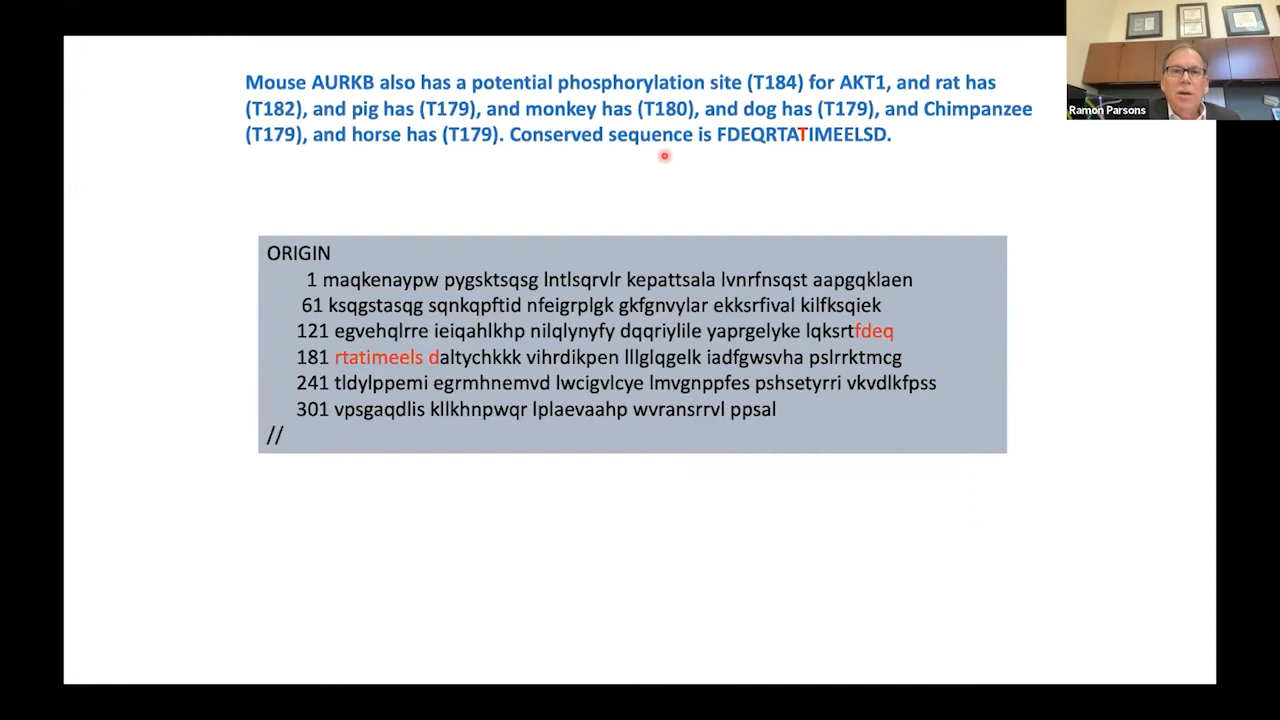 Mouse AURKB also has a potential phosphorylation site (T184) for AKT1, and rat has
(T182), and pig has (T179), and monkey has (T180), and dog has (T179), and Chimpanzee
(T179), and horse has (T179). Conserved sequence is FDEQRTATIMEELSD.
Ramon Parsons
ORIGIN
1 maqkenaypw pygsktsqsg lntlsqrvlr kepattsala lvnrfnsqst aapgqklaen
61 ksqgstasqg sqnkqpftid nfeigrplgk gkfgnvylar ekksrfival kilfksqiek
121 egvehqlrre ieiqahlkhp nilqlynyfy dqqriylile yaprgelyke lqksrtfdeq
181 rtatimeels daltychkkk vihrdikpen lllglqgelk iadfgwsvha pslrrktmcg
241 tldylppemi egrmhnemvd lwcigvlcye lmvgnppfes pshsetyrri vkvdlkfpss
301 vpsgaqdlis kllkhnpwqr lplaevaahp wvransrrvl ppsal
//